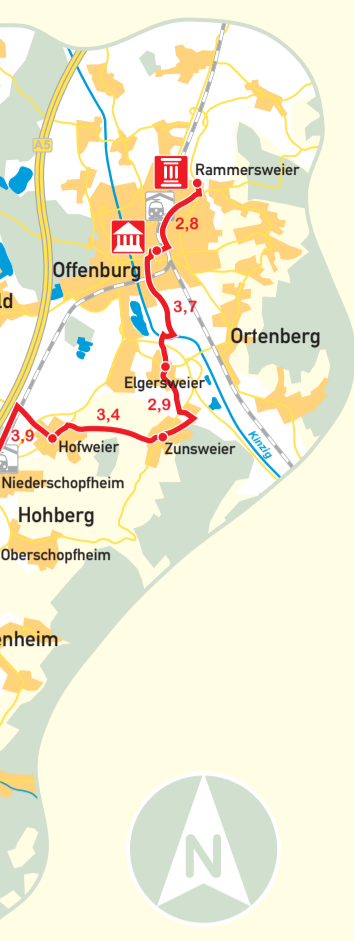 A5
Rammersweier
2,8
Offenburg
ld
3,7
Ortenberg
Elgersweier
2,9
3,4
3,9
Hofweier
Zunsweier
Kinzig
Niederschopfheim
Hohberg
Oberschopfheim
enheim
N